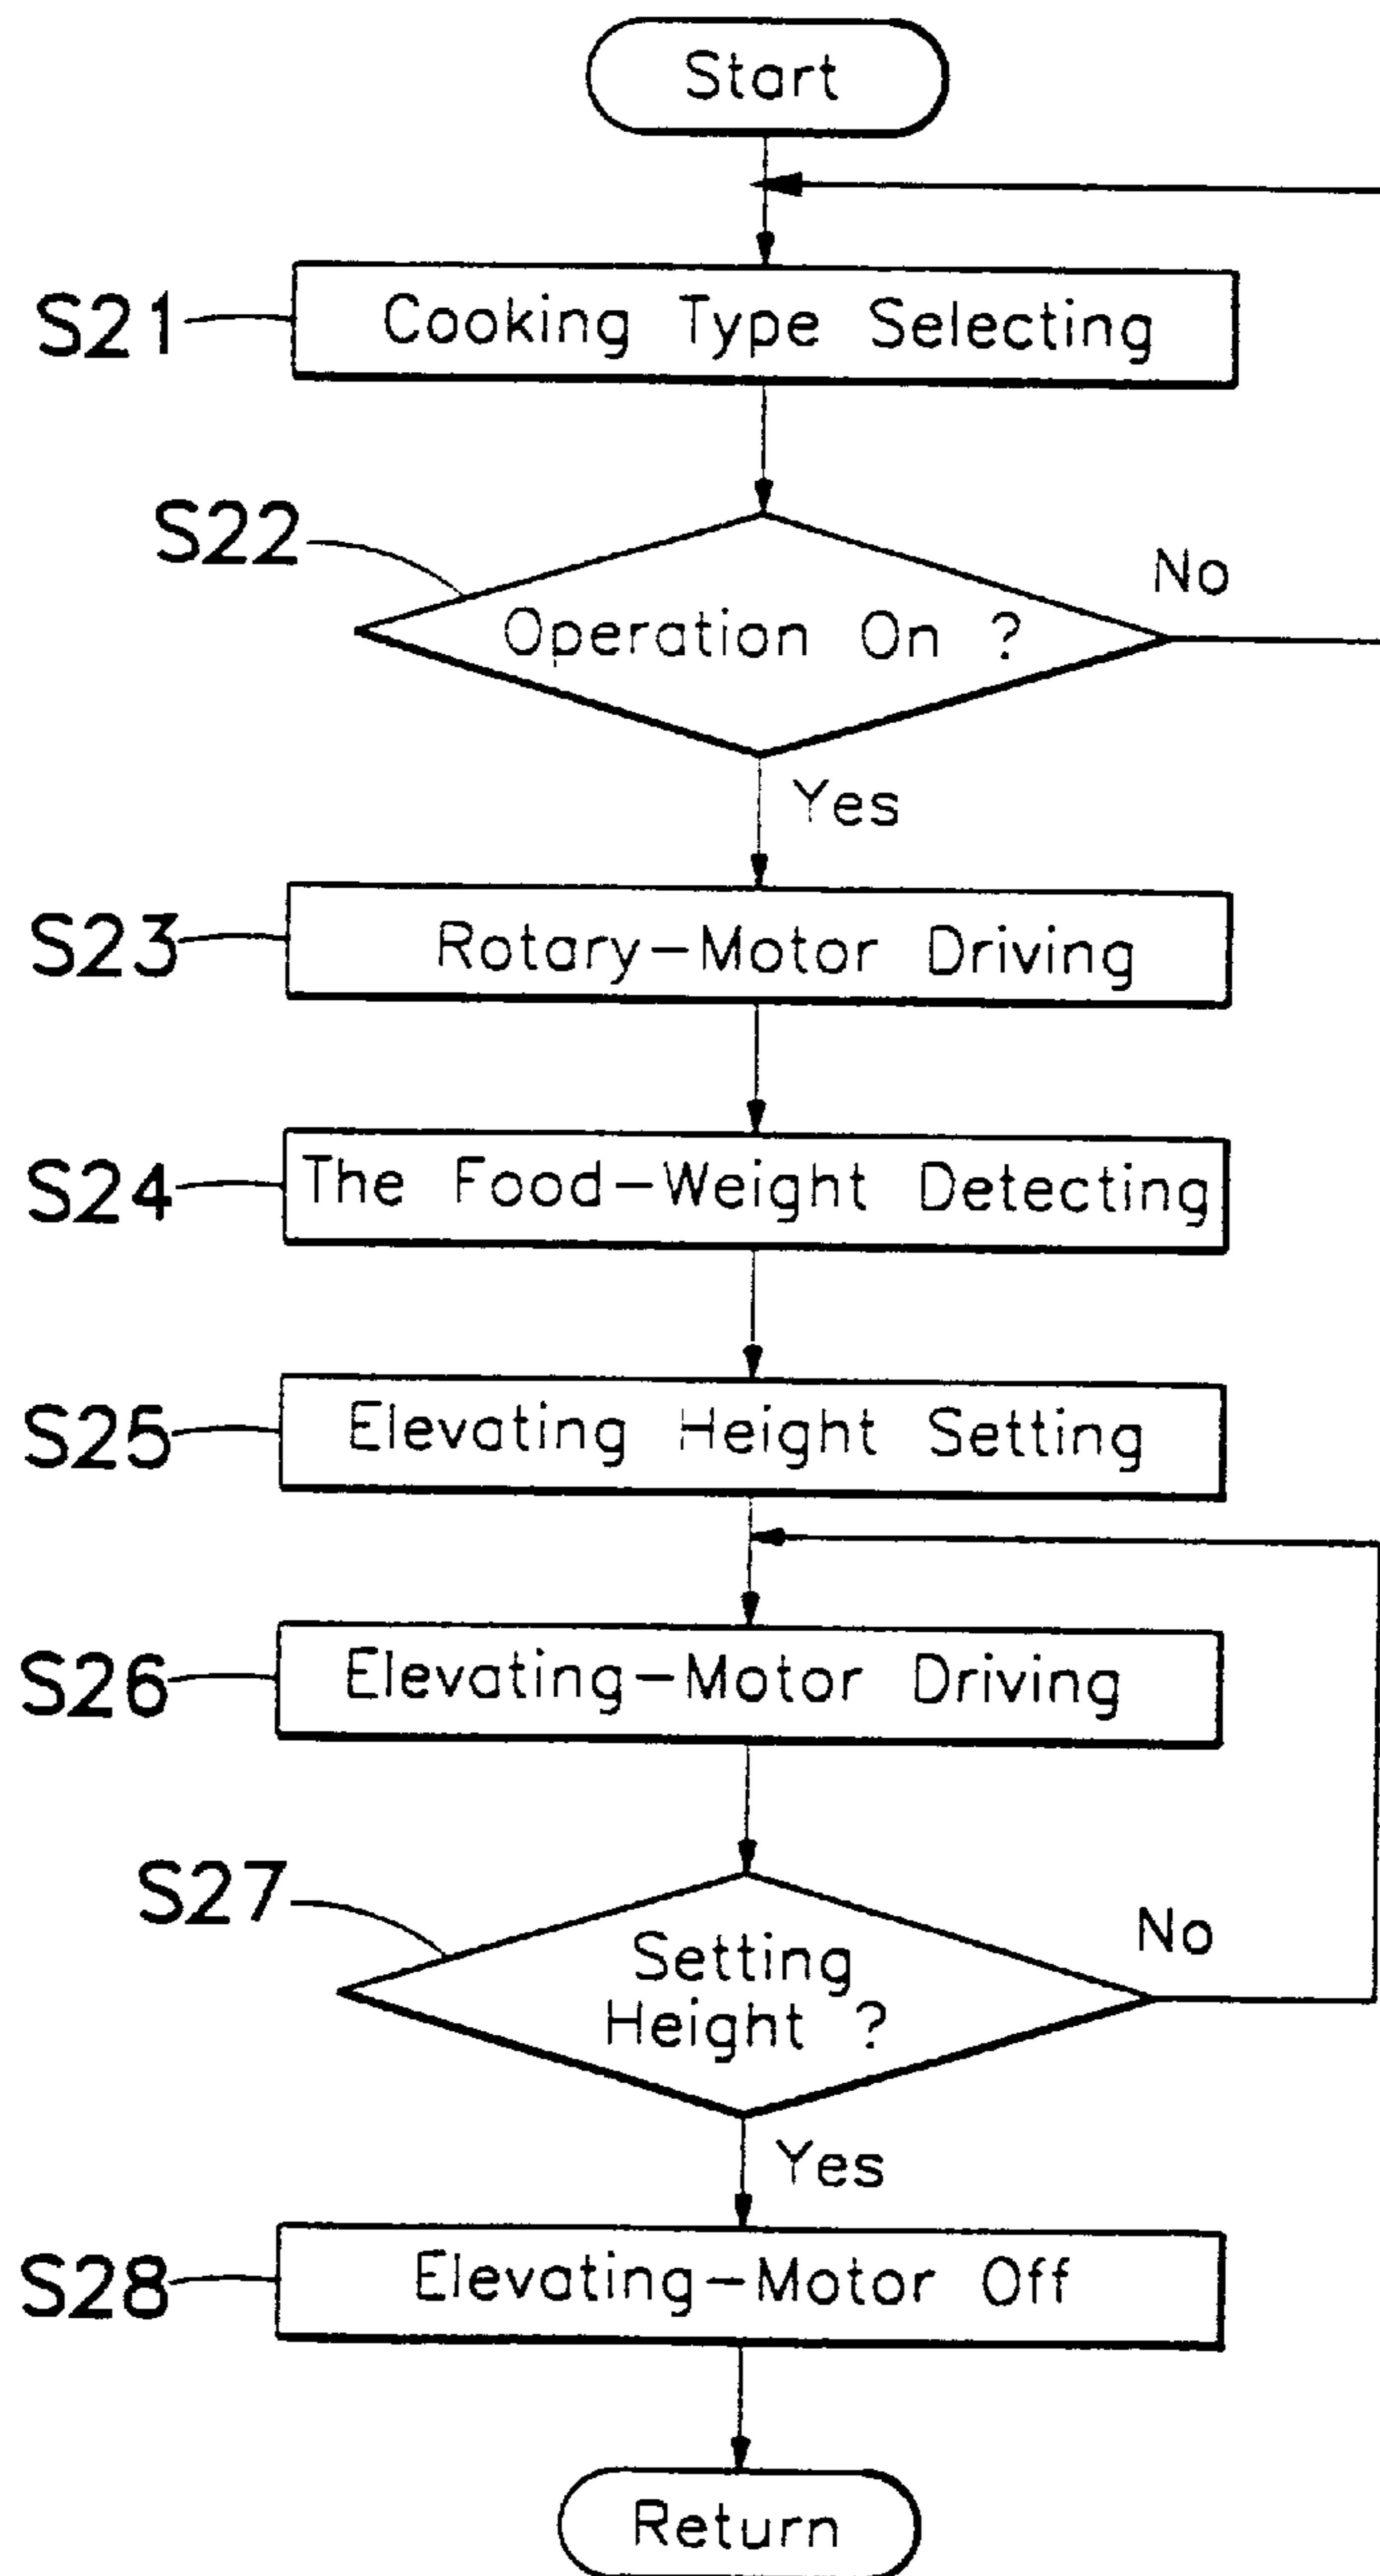 Start
S21 Cooking Type Selecting
S22 Operation On ? No
Yes
S23 Rotary-Motor Driving
S24 The Food-Weight Detecting
S25 Elevating Height Setting
S26 Elevating-Motor Driving
S27 Setting No
Height ?
Yes
S28 Elevating-Motor Off
Return